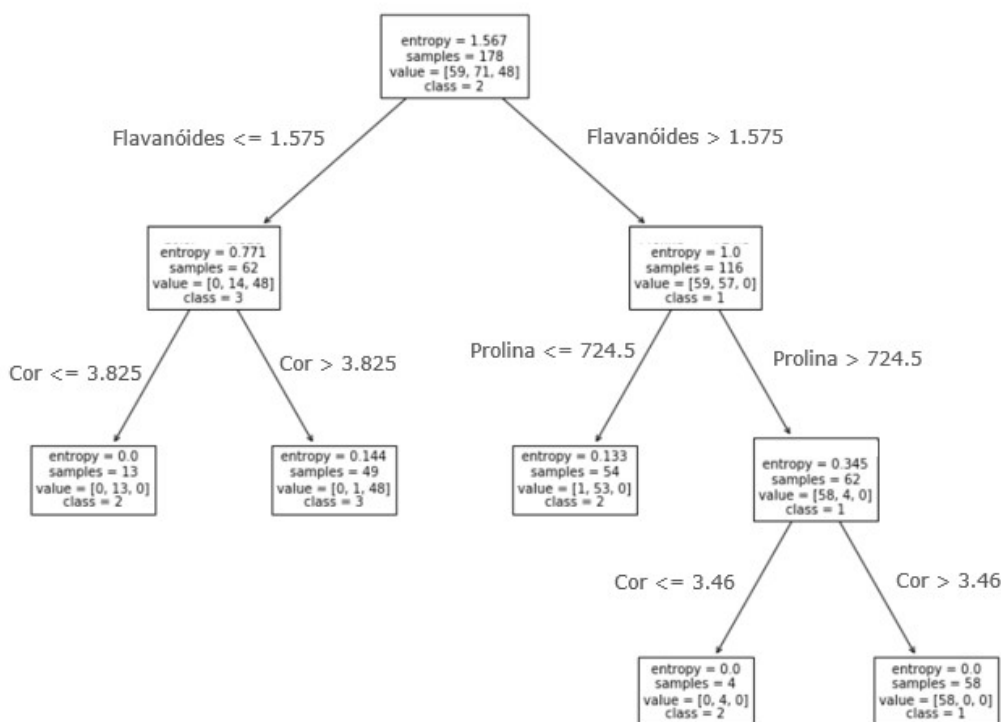 entropy = 1.567
samples = 178
value = [59, 71, 48]
class = 2
Flavanóides <= 1.575
Flavanóides > 1.575
entropy = 0.771
samples = 62
value = [0, 14, 48]
class = 3
entropy = 1.0
samples = 116
value = [59, 57, 0]
class = 1
Cor <= 3.825
Cor > 3.825
Prolina <= 724.5
Prolina > 724.5
entropy = 0.0
samples = 13
value = [0, 13, 0]
class = 2
entropy = 0.144
samples = 49
value = [0, 1, 48]
class = 3
entropy = 0.133
samples = 54
value = [1, 53, 0]
class = 2
entropy = 0.345
samples = 62
value = [58, 4, 0]
class = 1
Cor <= 3.46
Cor > 3.46
entropy = 0.0
samples = 4
value = [0, 4, 0]
class = 2
entropy = 0.0
samples = 58
value = [58, 0, 0]
class = 1